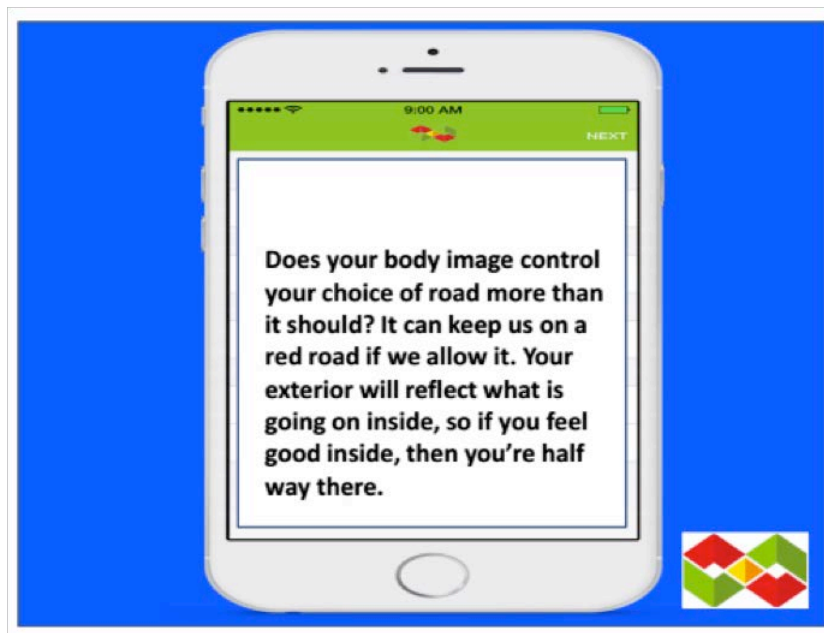 9:00 AM
NEXT
Does your body image control
your choice of road more than
it should? It can keep us on a
red road if we allow it. Your
exterior will reflect what is
going on inside, so if you feel
good inside, then you’re half
way there.